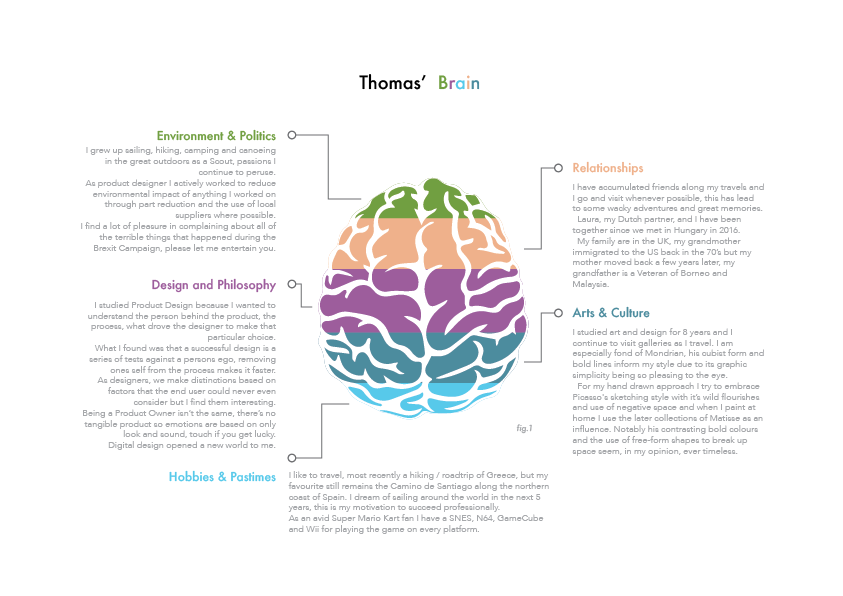 Thomas’ Brain
Environment & Politics
I grew up sailing, hiking, camping and canoeing
in the great outdoors as a Scout, passions I
continue to peruse.
As product designer I actively worked to reduce
environmental impact of anything I worked on
through part reduction and the use of local
suppliers where possible.
I find a lot of pleasure in complaining about all of
the terrible things that happened during the
Brexit Campaign, please let me entertain you.
Design and Philosophy
I studied Product Design because I wanted to
understand the person behind the product, the
process, what drove the designer to make that
particular choice.
What I found was that a successful design is a
series of tests against a persons ego, removing
ones self from the process makes it faster.
As designers, we make distinctions based on
factors that the end user could never even
consider but I find them interesting.
Being a Product Owner isn't the same, there's no
tangible product so emotions are based on only
look and sound, touch if you get lucky.
Digital design opened a new world to me.
Relationships
I have accumulated friends along my travels and
I go and visit whenever possible, this has lead
to some wacky adventures and great memories.
Laura, my Dutch partner, and I have been
together since we met in Hungary in 2016.
My family are in the UK, my grandmother
immigrated to the US back in the 70's but my
mother moved back a few years later, my
grandfather is a Veteran of Borneo and
Malaysia.
Arts & Culture
I studied art and design for 8 years and I
continue to visit galleries as I travel. I am
especially fond of Mondrian, his cubist form and
bold lines inform my style due to its graphic
simplicity being so pleasing to the eye.
For my hand drawn approach I try to embrace
Picasso's sketching style with it's wild flourishes
and use of negative space and when I paint at
home I use the later collections of Matisse as an
influence. Notably his contrasting bold colours
and the use of free-form shapes to break up
space seem, in my opinion, ever timeless.
fig.1
Hobbies & Pastimes
I like to travel, most recently a hiking / roadtrip of Greece, but my
favourite still remains the Camino de Santiago along the northern
coast of Spain. I dream of sailing around the world in the next 5
years, this is my motivation to succeed professionally.
As an avid Super Mario Kart fan I have a SNES, N64, GameCube
and Wii for playing the game on every platform.